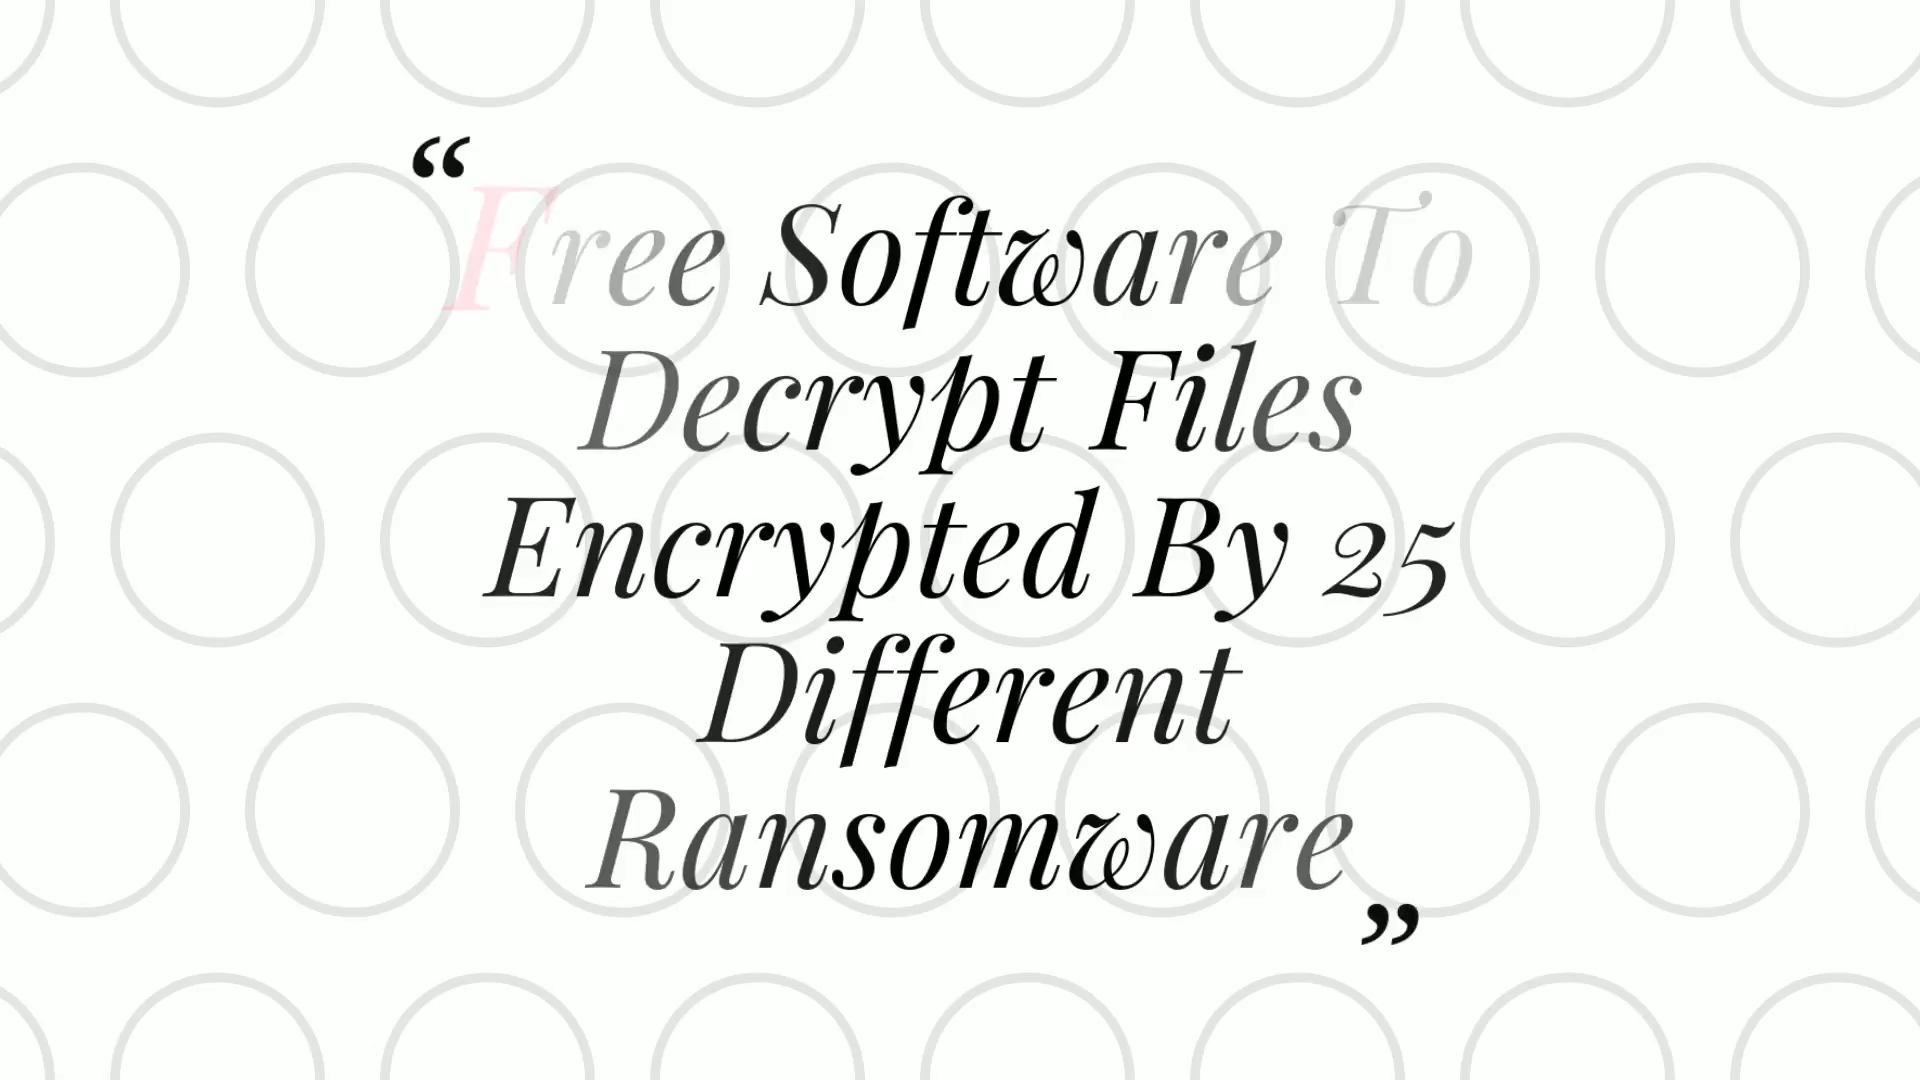 “
Free Software To
Decrypt Files
Encrypted By 25
Different
Ransomware
”